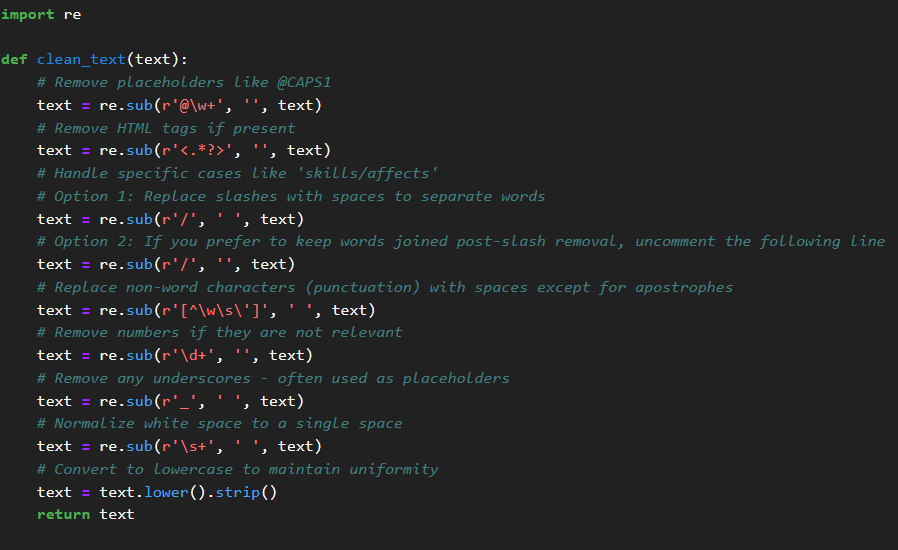 import re

def clean_text(text):
    # Remove placeholders like @CAPS1
    text = re.sub(r'@\w+', '', text)
    # Remove HTML tags if present
    text = re.sub(r'<.*?>', '', text)
    # Handle specific cases like 'skills/affects'
    # Option 1: Replace slashes with spaces to separate words
    text = re.sub(r'/', ' ', text)
    # Option 2: If you prefer to keep words joined post-slash removal, uncomment the following line
    text = re.sub(r'/', '', text)
    # Replace non-word characters (punctuation) with spaces except for apostrophes
    text = re.sub(r'[^\w\s\']', ' ', text)
    # Remove numbers if they are not relevant
    text = re.sub(r'\d+', '', text)
    # Remove any underscores - often used as placeholders
    text = re.sub(r'_', ' ', text)
    # Normalize white space to a single space
    text = re.sub(r'\s+', ' ', text)
    # Convert to lowercase to maintain uniformity
    text = text.lower().strip()
    return text